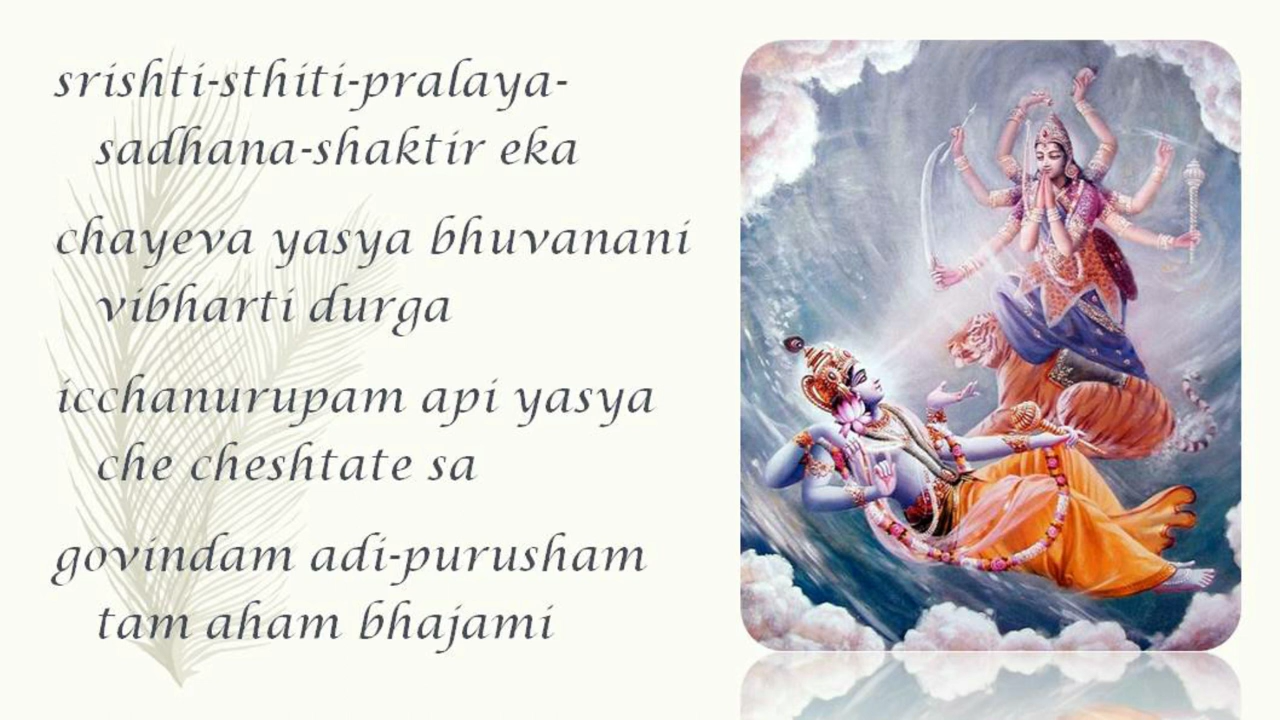 srishti-sthiti-pralaya-
sadhana-shaktir eka
chayeva yasya bhuvanani
vibharti durga
icchanurupam api yasya
che cheshtate sa
govindam adi-purusham
tam aham bhajami